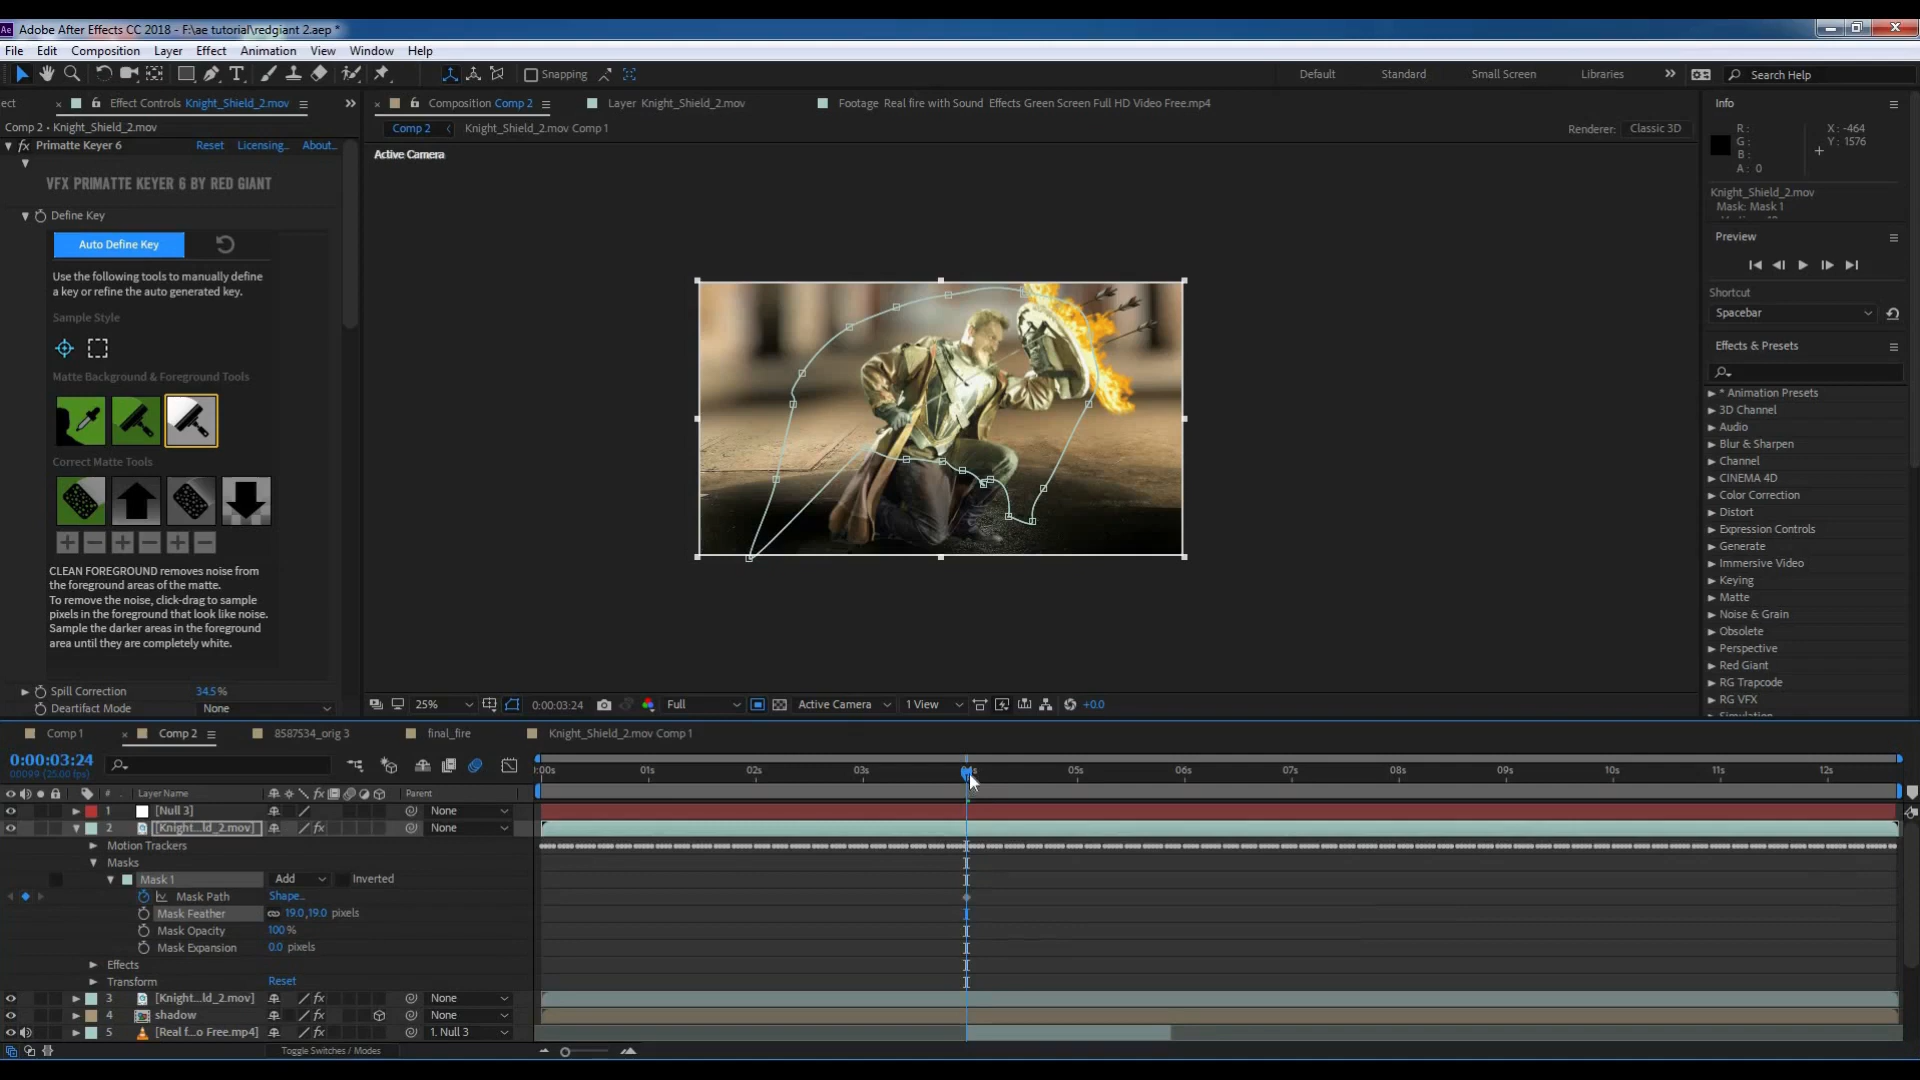 Adobe After Effects CC 2018 - F:\ae tutorial\redgiant 2.aep *
File Edit Composition Layer Effect Animation View Window Help
Snapping
Default Standard Small Screen Libraries
Search Help
ect
Effect Controls Knight_Shield_2.mov
Comp 2 • Knight_Shield_2.mov
Primatte Keyer 6 Reset Licensing... About...
VFX PRIMATTE KEYER 6 BY RED GIANT
Define Key
Auto Define Key
Use the following tools to manually define
a key or refine the auto generated key.
Sample Style
Matte Background & Foreground Tools
Correct Matte Tools
CLEAN FOREGROUND removes noise from
the foreground areas of the matte.
To remove the noise, click-drag to sample
pixels in the foreground that look like noise.
Sample the darker areas in the foreground
area until they are completely white.
Spill Correction 34.5%
Deartifact Mode None
Composition Comp 2
Layer Knight_Shield_2.mov
Footage Real fire with Sound Effects Green Screen Full HD Video Free.mp4
Comp 2 Knight_Shield_2.mov Comp 1
Renderer: Classic 3D
Active Camera
25% 0:00:03:24 Full Active Camera 1 View +0.0
Info
R: X: -464
G: Y: 1576
B:
A: 0
Knight_Shield_2.mov
Mask: Mask 1
Preview
Shortcut
Spacebar
Effects & Presets
* Animation Presets
3D Channel
Audio
Blur & Sharpen
Channel
CINEMA 4D
Color Correction
Distort
Expression Controls
Generate
Immersive Video
Keying
Matte
Noise & Grain
Obsolete
Perspective
Red Giant
RG Trapcode
RG VFX
Comp 1 Comp 2 8587534_orig 3 final_fire Knight_Shield_2.mov Comp 1
0:00:03:24
00099 (25.00 fps)
:00s 01s 02s 03s 04s 05s 06s 07s 08s 09s 10s 11s 12s
# Layer Name Parent
1 [Null 3] None
2 [Knight...ld_2.mov] None
Motion Trackers
Masks
Mask 1 Add Inverted
Mask Path Shape...
Mask Feather 19.0,19.0 pixels
Mask Opacity 100 %
Mask Expansion 0.0 pixels
Effects
Transform Reset
3 [Knight...ld_2.mov] None
4 shadow None
5 [Real f...o Free.mp4] 1. Null 3
Toggle Switches / Modes